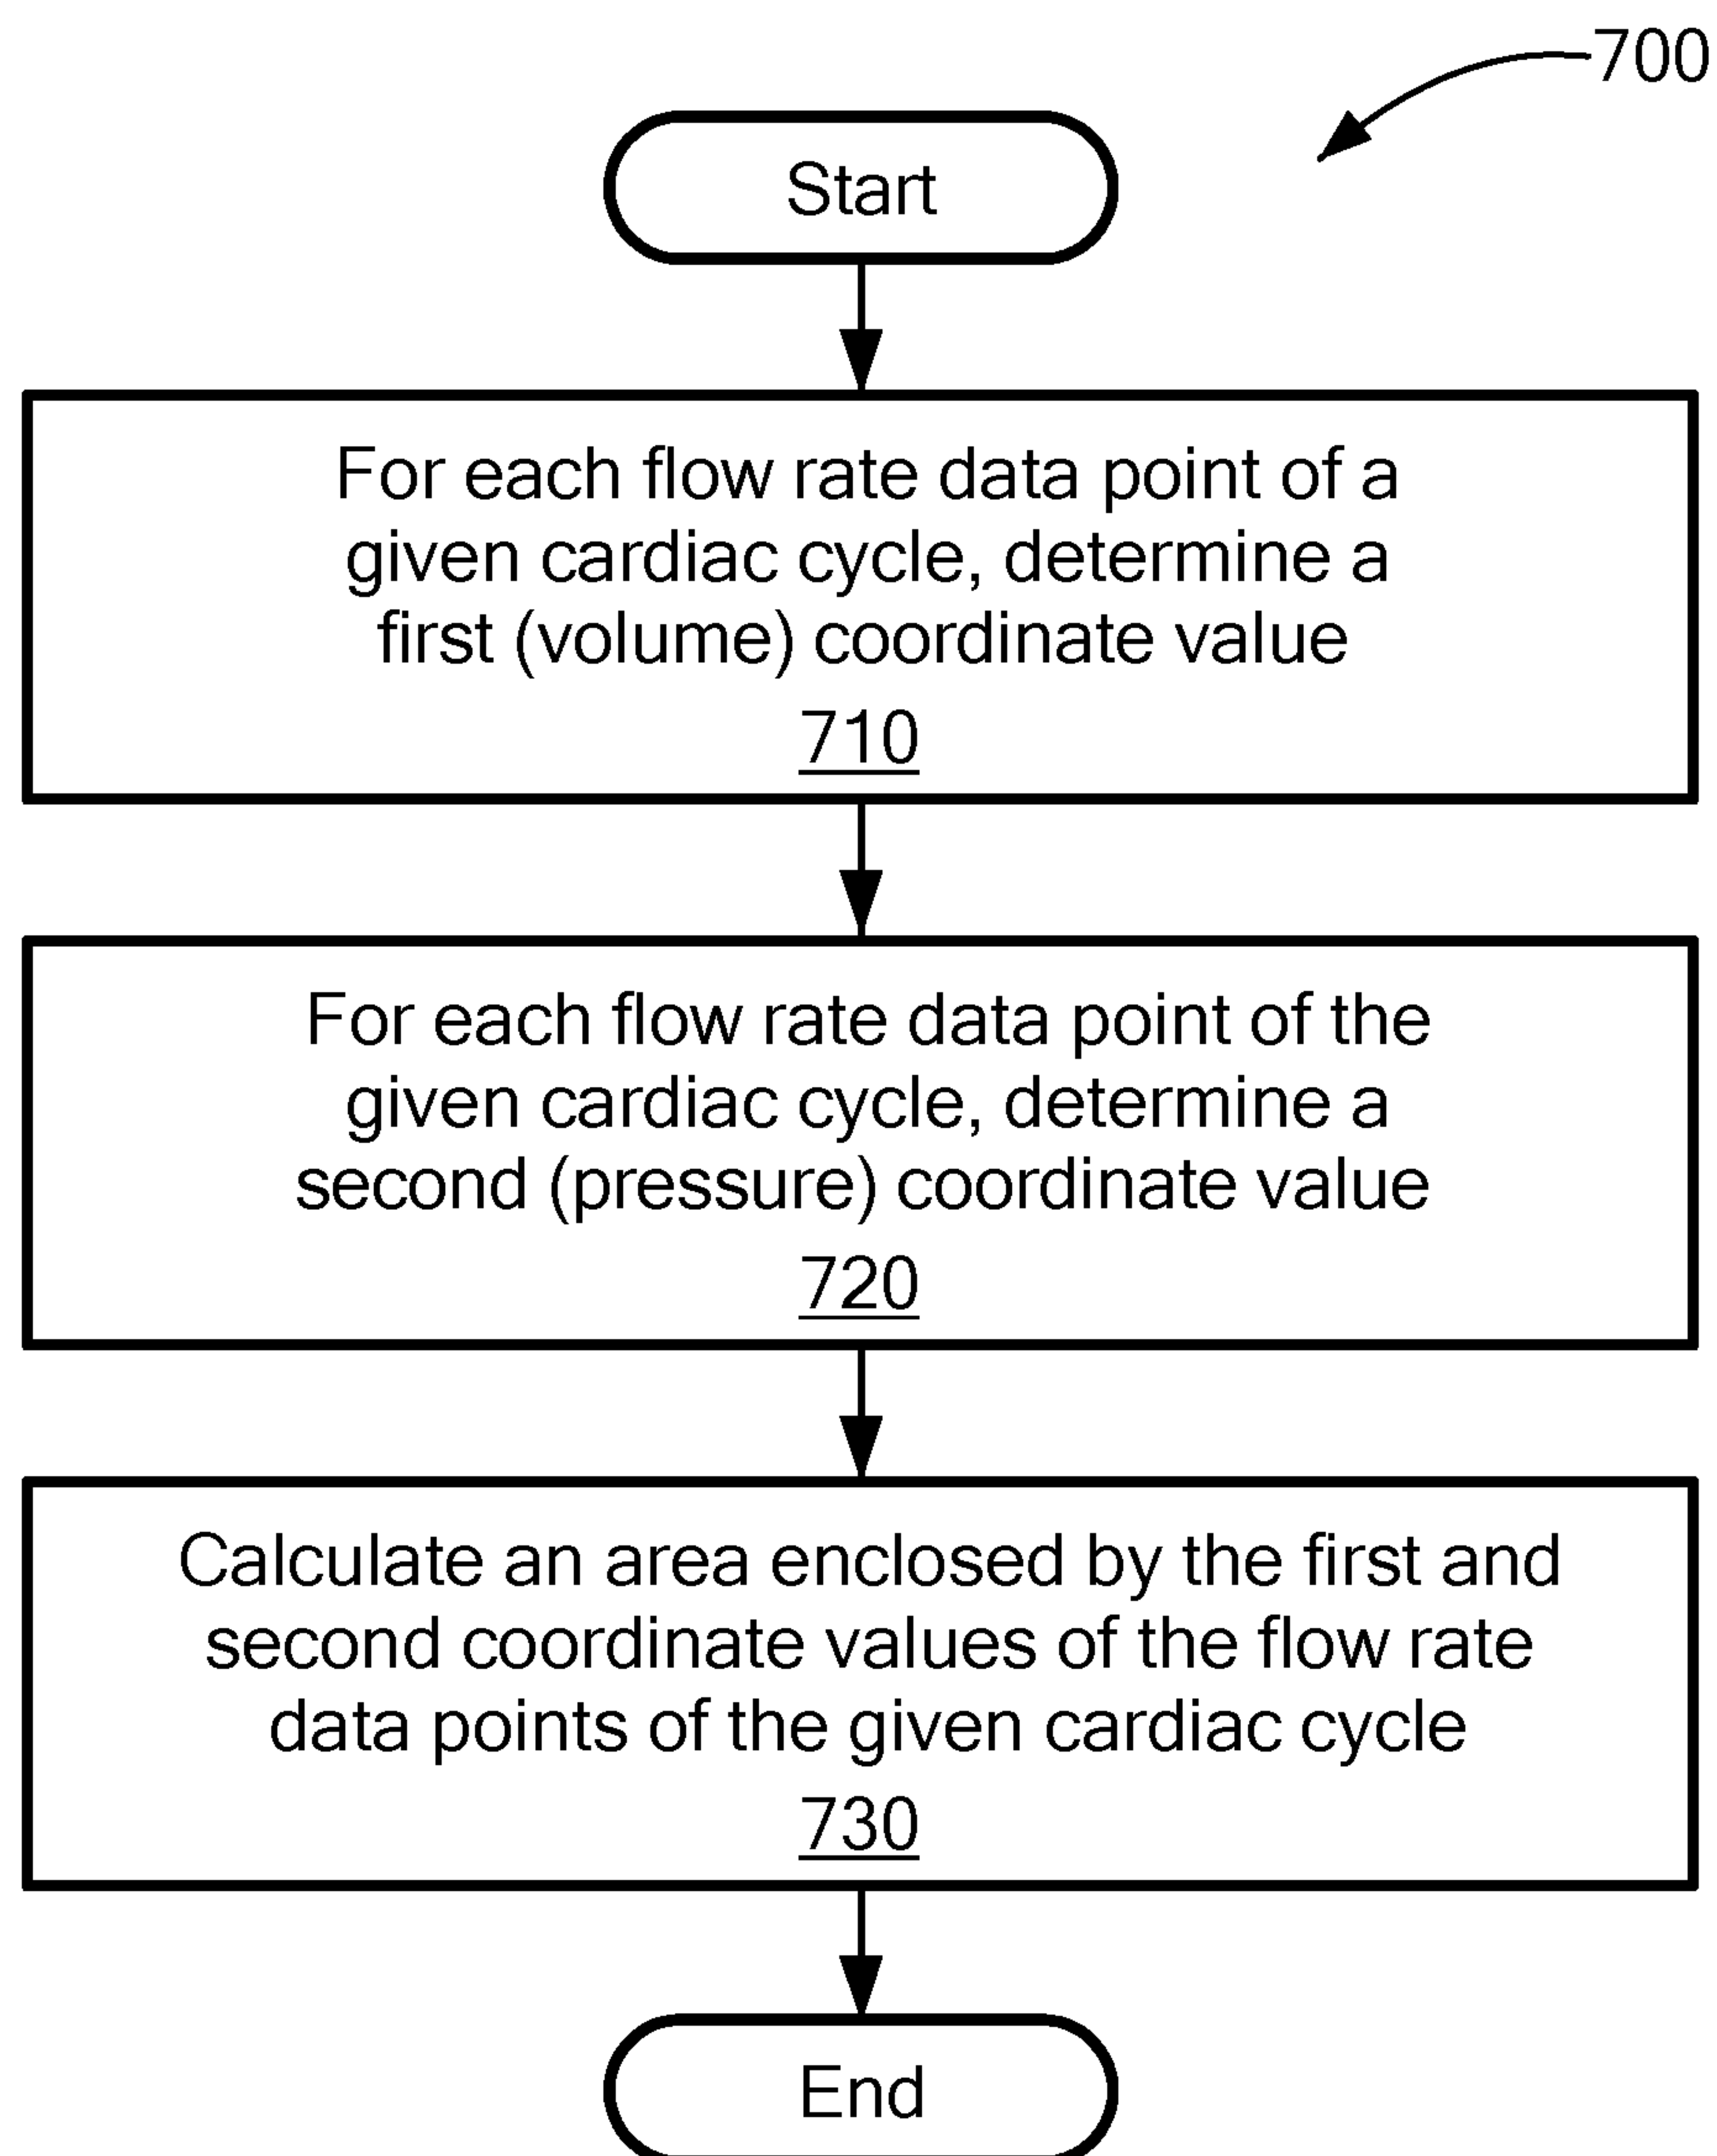 700
Start
For each flow rate data point of a
given cardiac cycle, determine a
first (volume) coordinate value
710
For each flow rate data point of the
given cardiac cycle, determine a
second (pressure) coordinate value
720
Calculate an area enclosed by the first and
second coordinate values of the flow rate
data points of the given cardiac cycle
730
End